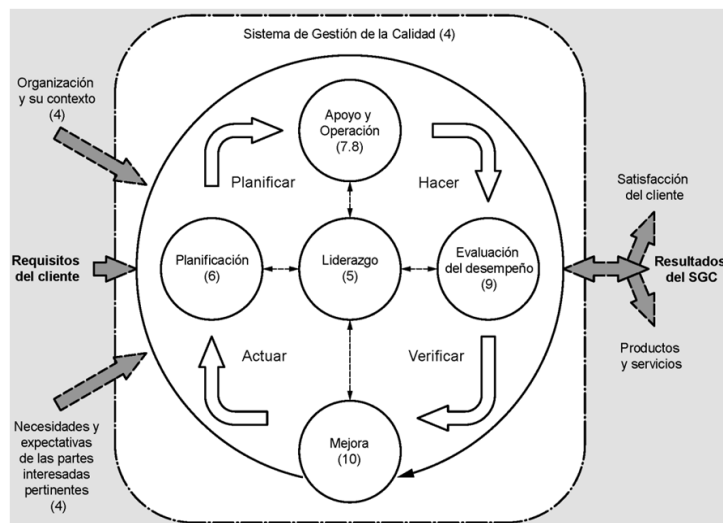 Sistema de Gestión de la Calidad (4)
Organización
y su contexto
(4)
Apoyo y
Operación
(7.8)
Planificar
Hacer
Satisfacción
del cliente
Requisitos
del cliente
Planificación
(6)
Liderazgo
(5)
Evaluación
del desempeño
(9)
Resultados
del SGC
Actuar
Verificar
Productos
y servicios
Necesidades y
expectativas
de las partes
interesadas
pertinentes
(4)
Mejora
(10)